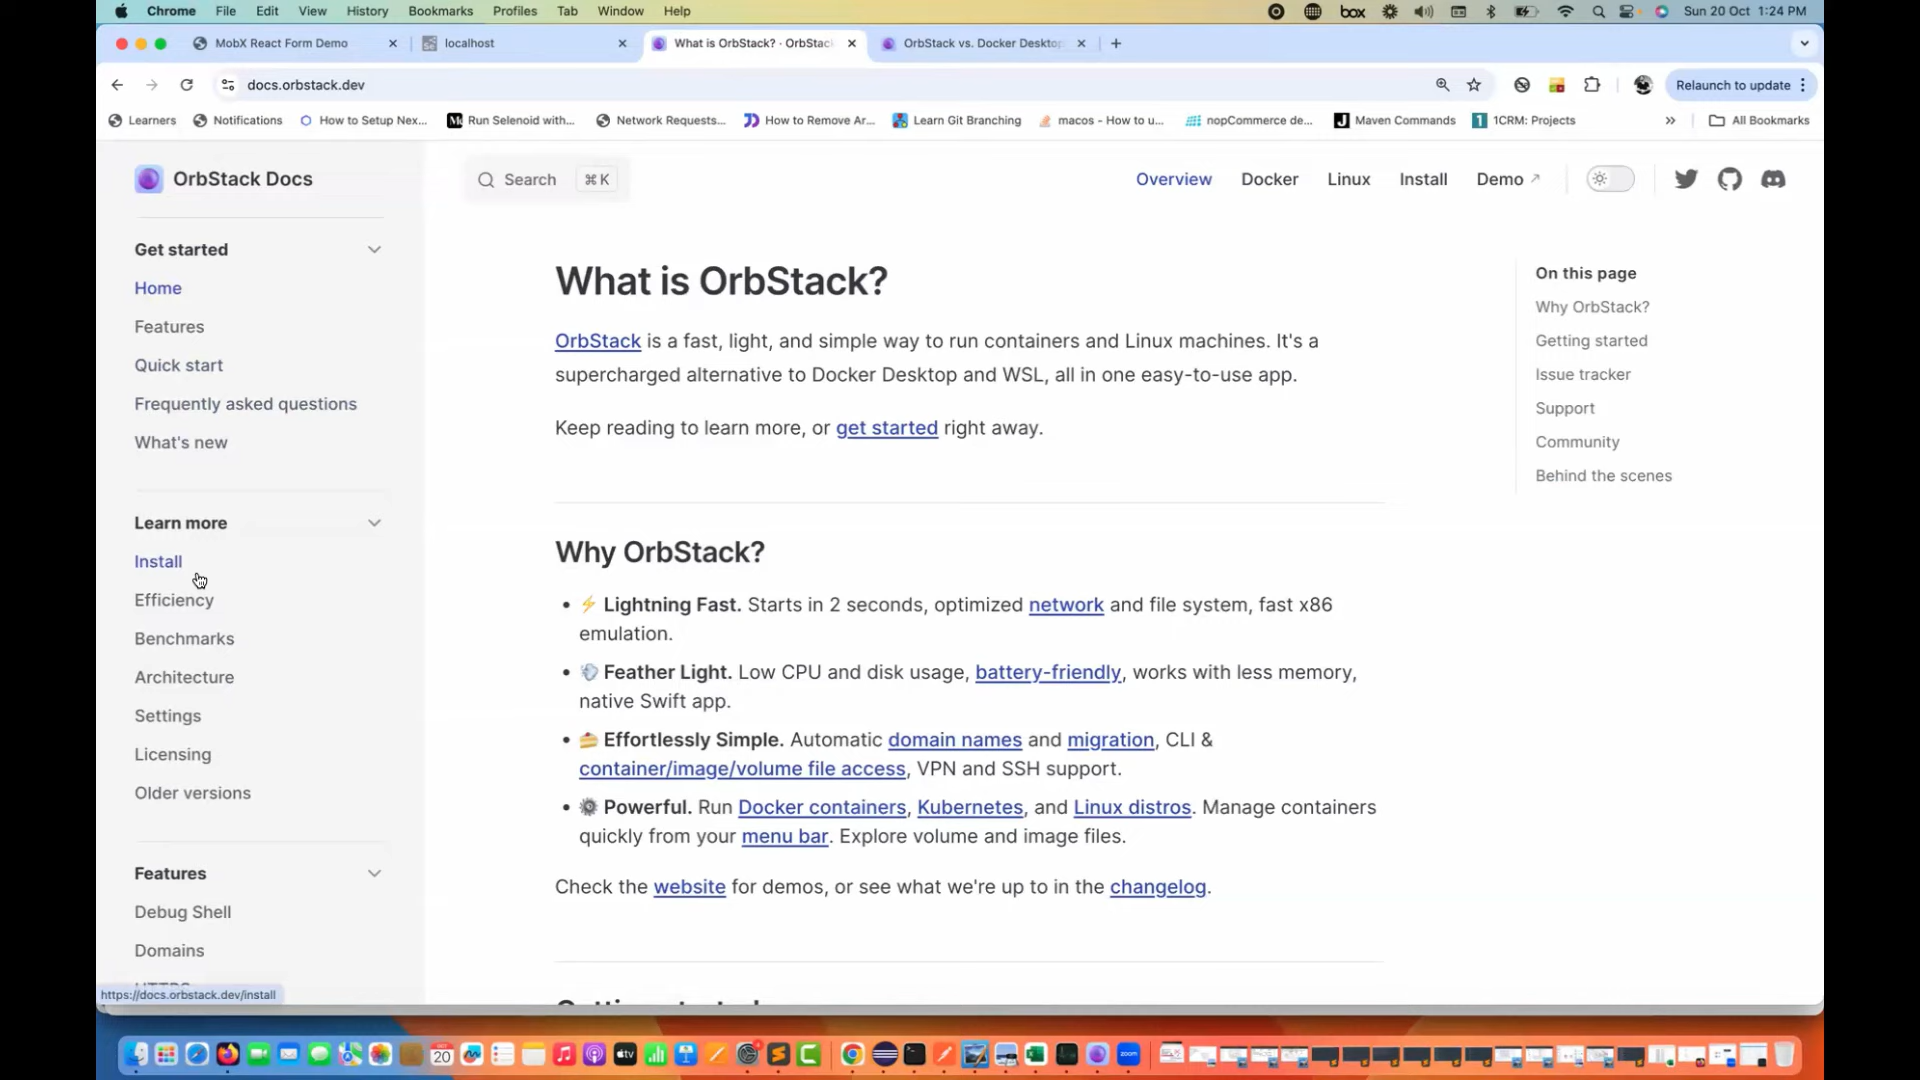 Chrome File Edit View History Bookmarks Profiles Tab Window Help box Sun 20 Oct 1:24 PM
MobX React Form Demo localhost What is OrbStack? · OrbStack OrbStack vs. Docker Desktop
docs.orbstack.dev Relaunch to update
Learners Notifications How to Setup Nex... Run Selenoid with... Network Requests... How to Remove Ar... Learn Git Branching macos - How to u... nopCommerce de... Maven Commands 1CRM: Projects » All Bookmarks
OrbStack Docs
Search ⌘ K
Overview Docker Linux Install Demo
Get started
Home
Features
Quick start
Frequently asked questions
What's new
Learn more
Install
Efficiency
Benchmarks
Architecture
Settings
Licensing
Older versions
Features
Debug Shell
Domains
https://docs.orbstack.dev/install
What is OrbStack?
OrbStack is a fast, light, and simple way to run containers and Linux machines. It's a
supercharged alternative to Docker Desktop and WSL, all in one easy-to-use app.
Keep reading to learn more, or get started right away.
Why OrbStack?
• ⚡ Lightning Fast. Starts in 2 seconds, optimized network and file system, fast x86
emulation.
• 💨 Feather Light. Low CPU and disk usage, battery-friendly, works with less memory,
native Swift app.
• 🍰 Effortlessly Simple. Automatic domain names and migration, CLI &
container/image/volume file access, VPN and SSH support.
• ⚙️ Powerful. Run Docker containers, Kubernetes, and Linux distros. Manage containers
quickly from your menu bar. Explore volume and image files.
Check the website for demos, or see what we're up to in the changelog.
On this page
Why OrbStack?
Getting started
Issue tracker
Support
Community
Behind the scenes